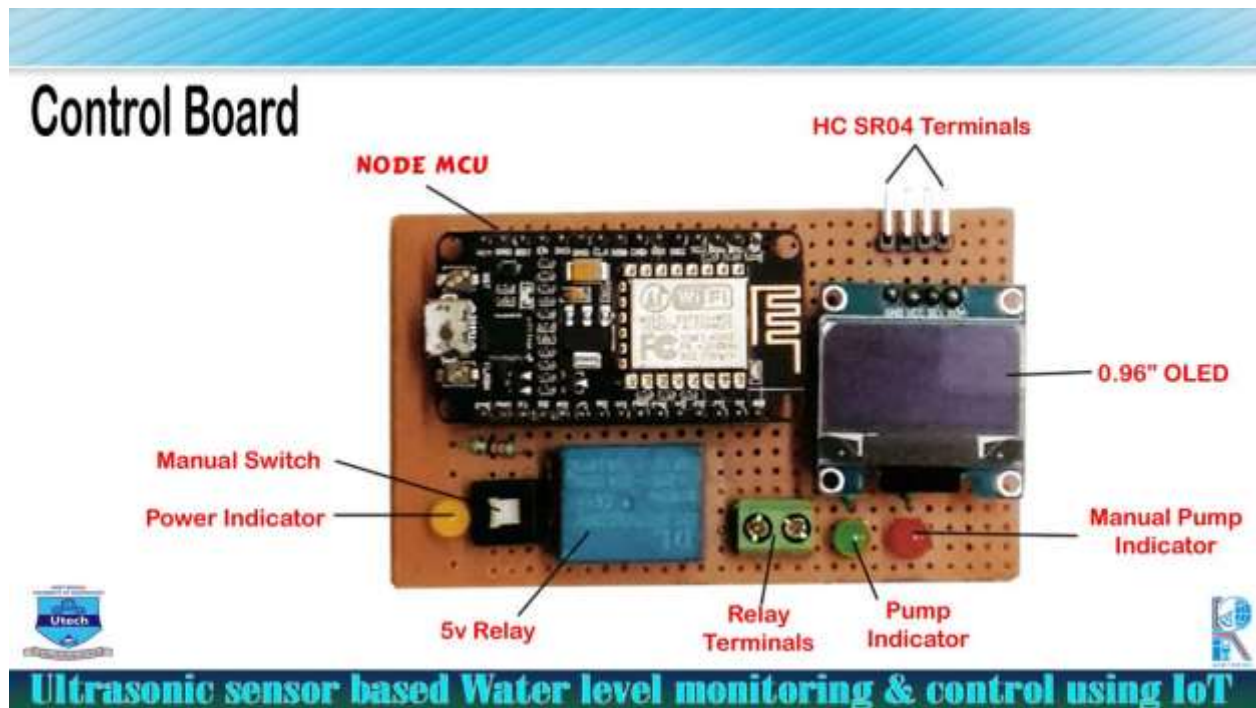 Control Board
HC SR04 Terminals
NODE MCU
0.96" OLED
Manual Switch
Power Indicator
Manual Pump
Indicator
5v Relay
Relay
Terminals
Pump
Indicator
Utech
Ultrasonic sensor based Water level monitoring & control using IoT